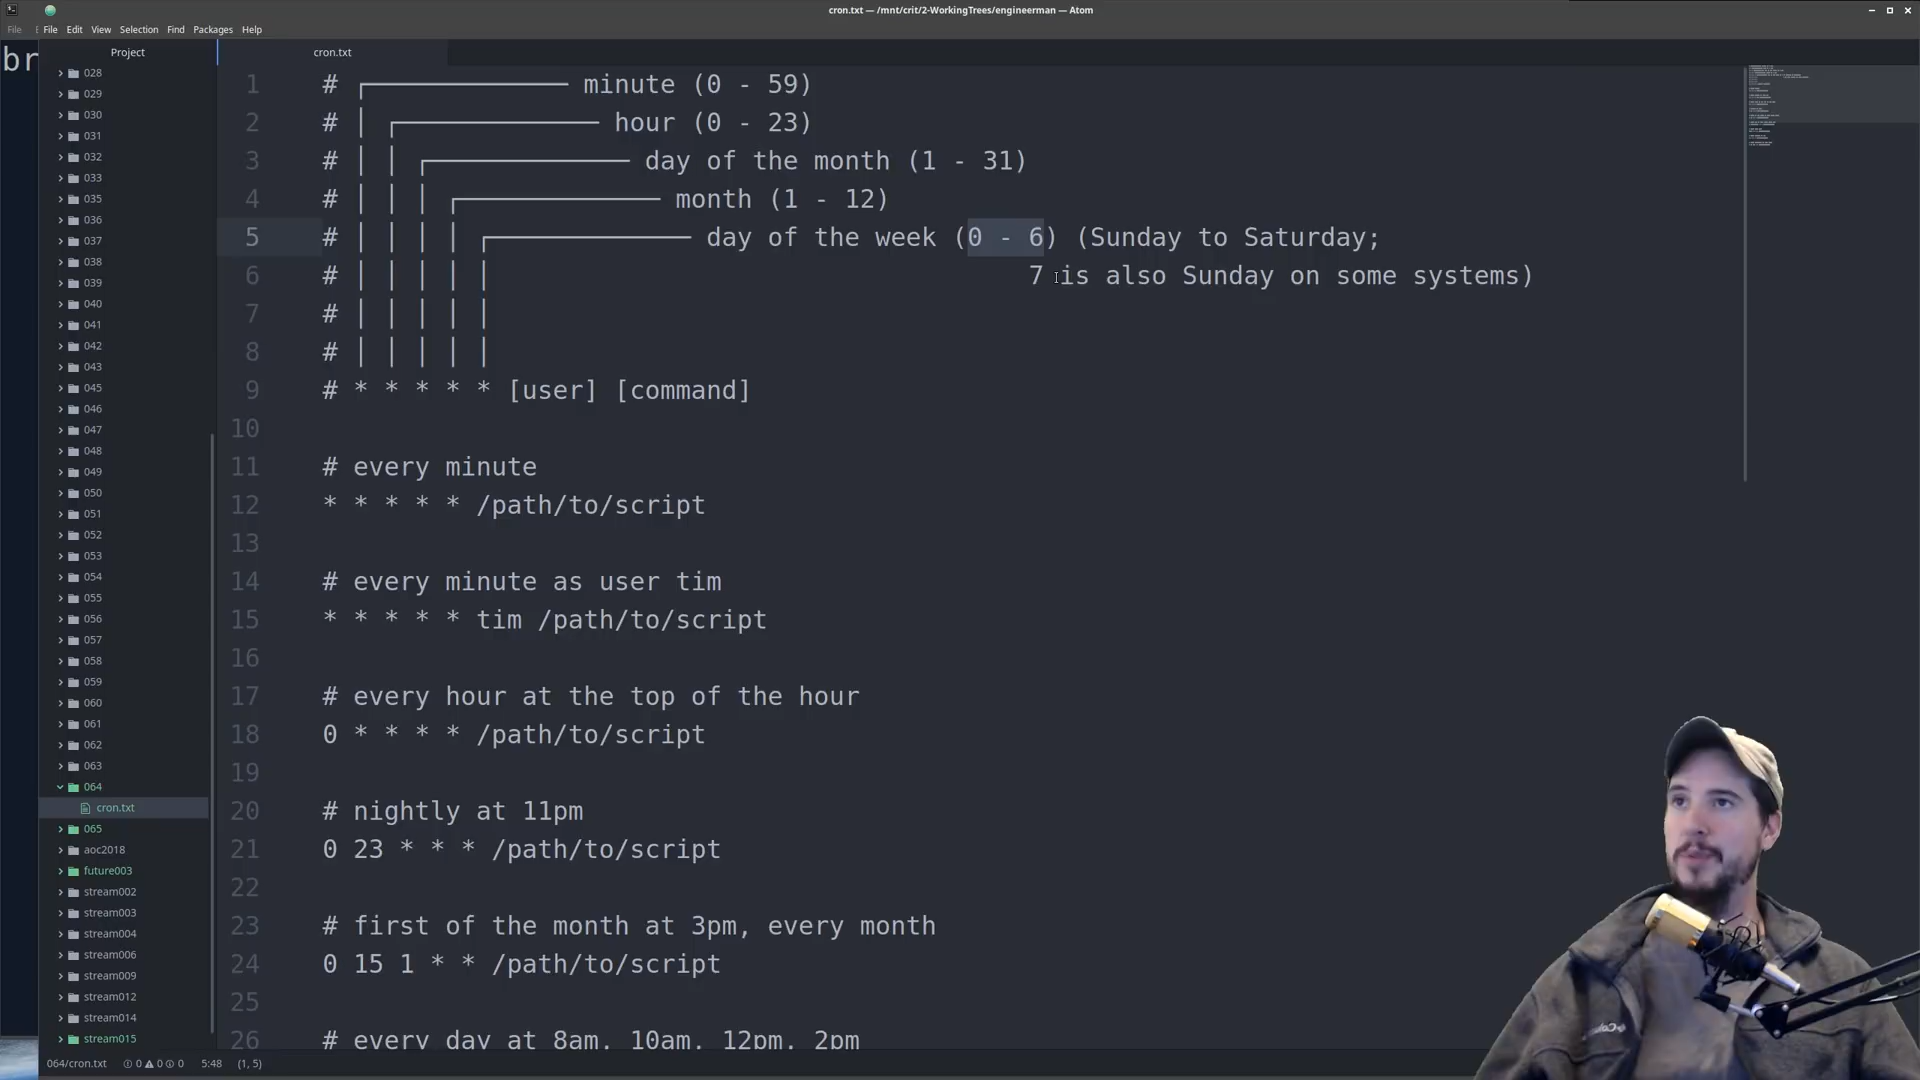 cron.txt — /mnt/crit/2-WorkingTrees/engineerman — Atom
File File Edit View Selection Find Packages Help
br
Project
cron.txt
028
029
030
031
032
033
035
036
037
038
039
040
041
042
043
045
046
047
048
049
050
051
052
053
054
055
056
057
058
059
060
061
062
063
064
cron.txt
065
aoc2018
future003
stream002
stream003
stream004
stream006
stream009
stream012
stream014
stream015
1 # ┌───────────── minute (0 - 59)
2 # │ ┌───────────── hour (0 - 23)
3 # │ │ ┌───────────── day of the month (1 - 31)
4 # │ │ │ ┌───────────── month (1 - 12)
5 # │ │ │ │ ┌───────────── day of the week (0 - 6) (Sunday to Saturday;
6 # │ │ │ │ │ 7 is also Sunday on some systems)
7 # │ │ │ │ │
8 # │ │ │ │ │
9 # * * * * * [user] [command]
10
11 # every minute
12 * * * * * /path/to/script
13
14 # every minute as user tim
15 * * * * * tim /path/to/script
16
17 # every hour at the top of the hour
18 0 * * * * /path/to/script
19
20 # nightly at 11pm
21 0 23 * * * /path/to/script
22
23 # first of the month at 3pm, every month
24 0 15 1 * * /path/to/script
25
26 # every day at 8am, 10am, 12pm, 2pm
064/cron.txt 0 0 0 5:48 (1, 5)